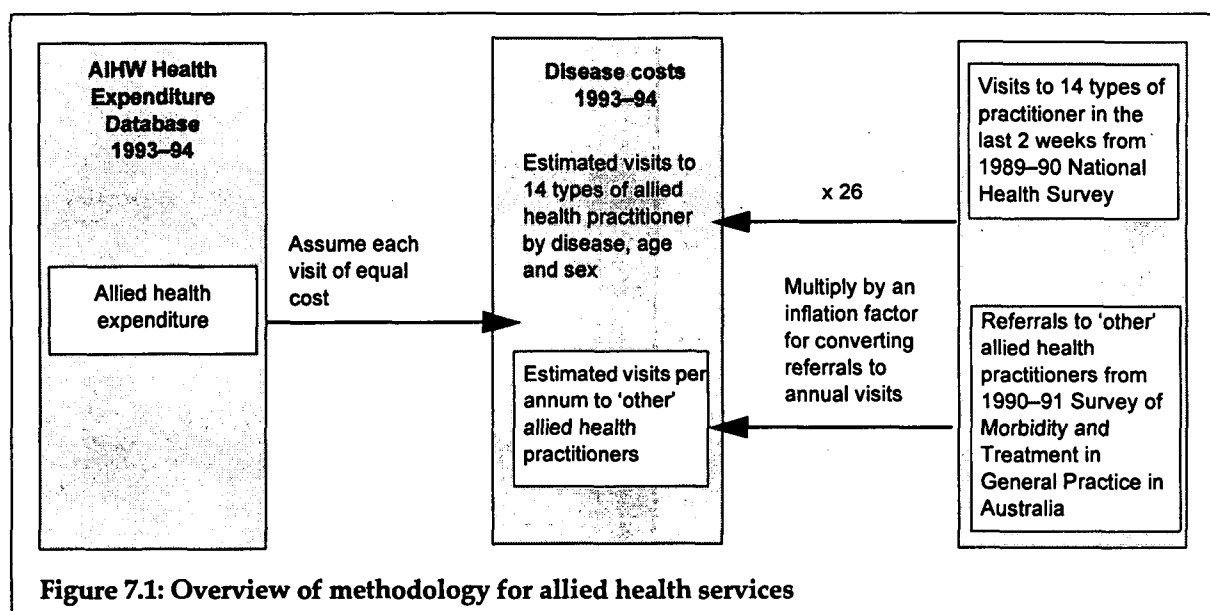 AIHW Health
Expenditure
Database
1993–94
Allied health
expenditure
Assume each
visit of equal
cost
Disease costs
1993–94
Estimated visits to
14 types of allied
health practitioner
by disease, age
and sex
Estimated visits per
annum to 'other'
allied health
practitioners
x 26
Multiply by an
inflation factor
for converting
referrals to
annual visits
Visits to 14 types of
practitioner in the
last 2 weeks from
1989–90 National
Health Survey
Referrals to 'other'
allied health
practitioners from
1990–91 Survey of
Morbidity and
Treatment in
General Practice in
Australia
Figure 7.1: Overview of methodology for allied health services